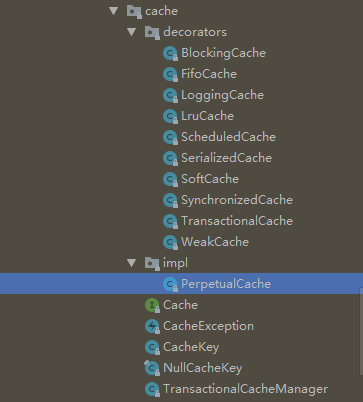 cache
decorators
BlockingCache
FifoCache
LoggingCache
LruCache
ScheduledCache
SerializedCache
SoftCache
SynchronizedCache
TransactionalCache
WeakCache
impl
PerpetualCache
Cache
CacheException
CacheKey
NullCacheKey
TransactionalCacheManager